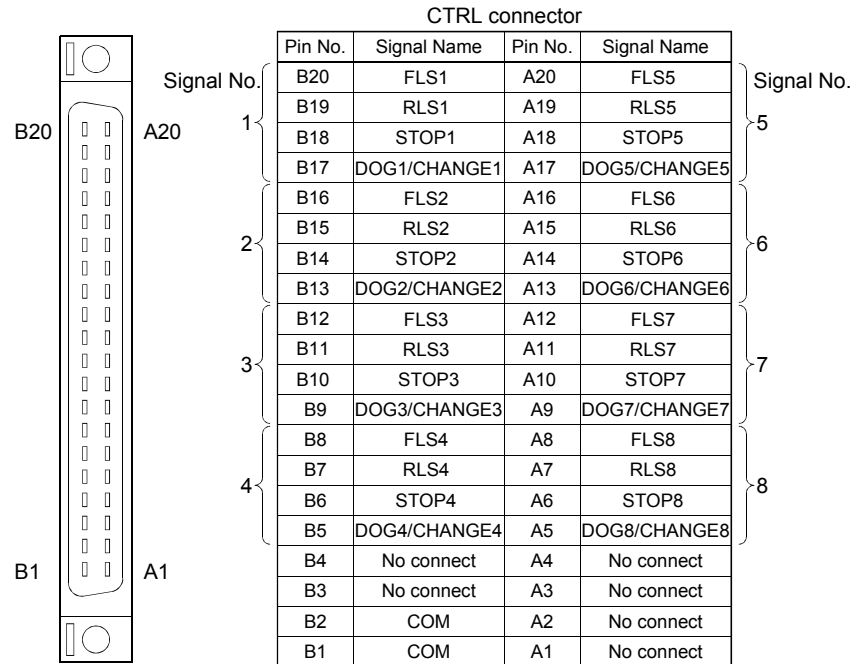 CTRL connector
Pin No. Signal Name Pin No. Signal Name
Signal No. B20 FLS1 A20 FLS5 Signal No.
B19 RLS1 A19 RLS5
1 5
B20 A20 B18 STOP1 A18 STOP5
B17 DOG1/CHANGE1 A17 DOG5/CHANGE5
B16 FLS2 A16 FLS6
B15 RLS2 A15 RLS6
2 6
B14 STOP2 A14 STOP6
B13 DOG2/CHANGE2 A13 DOG6/CHANGE6
B12 FLS3 A12 FLS7
B11 RLS3 A11 RLS7
3 7
B10 STOP3 A10 STOP7
B9 DOG3/CHANGE3 A9 DOG7/CHANGE7
B8 FLS4 A8 FLS8
B7 RLS4 A7 RLS8
4 8
B6 STOP4 A6 STOP8
B5 DOG4/CHANGE4 A5 DOG8/CHANGE8
B4 No connect A4 No connect
B1 A1 B3 No connect A3 No connect
B2 COM A2 No connect
B1 COM A1 No connect